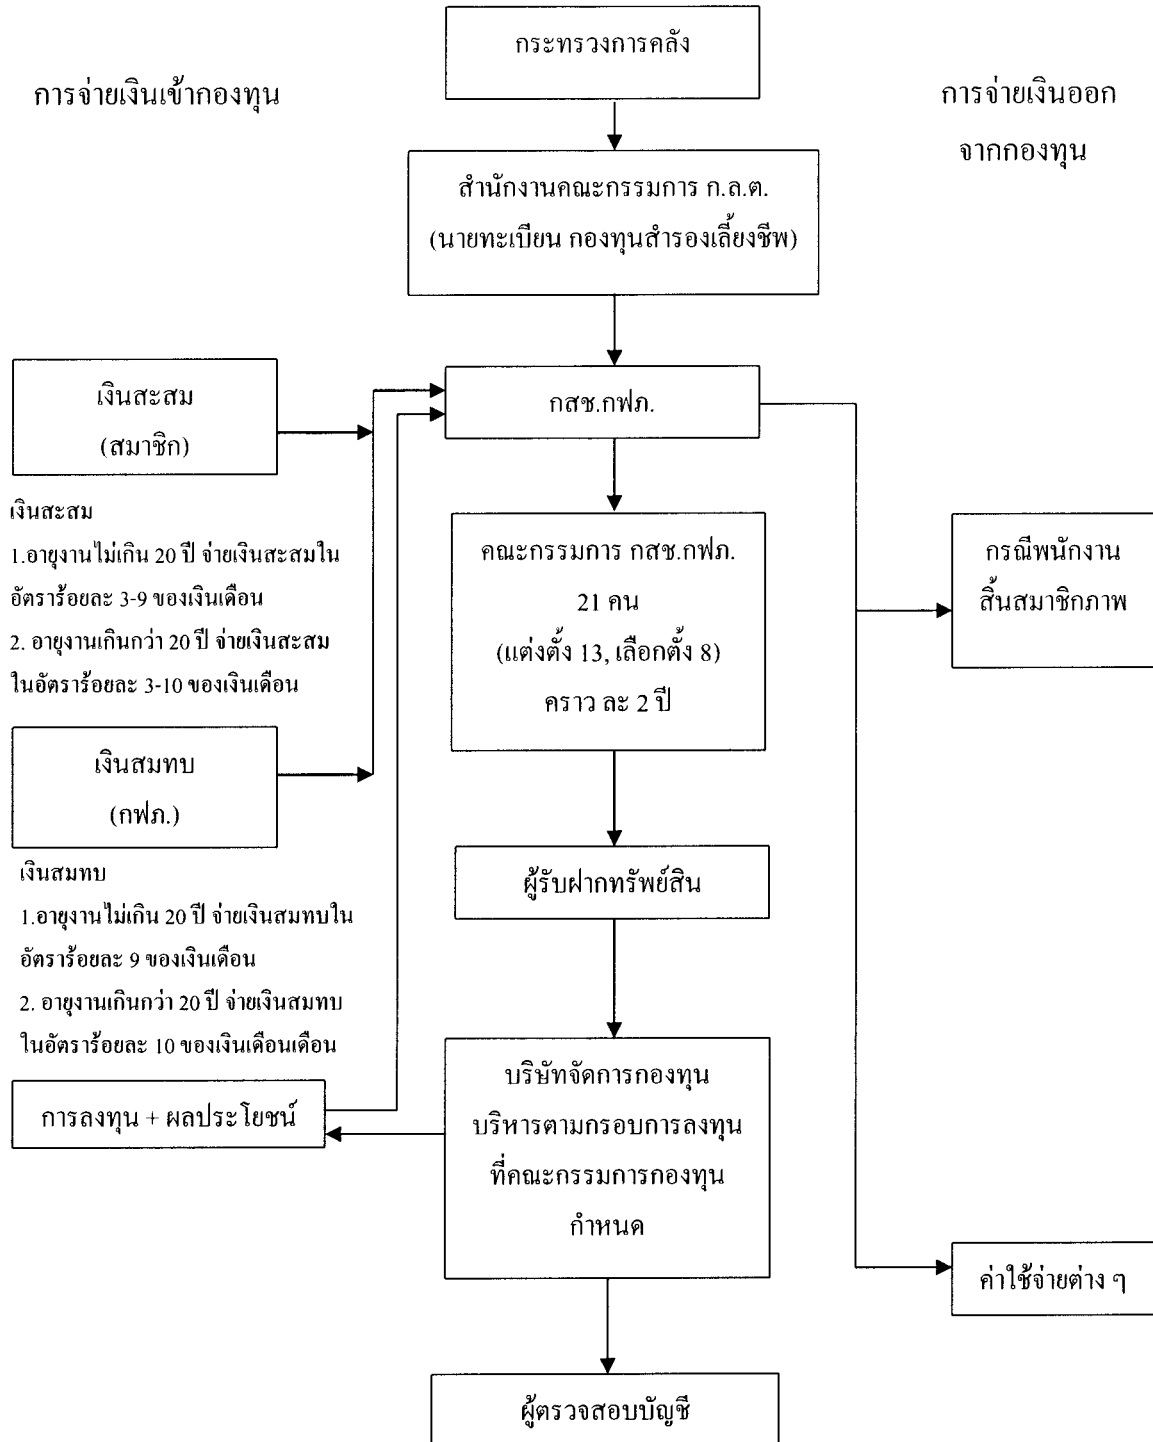 กระทรวงการคลัง
การจ่ายเงินเข้ากองทุน
การจ่ายเงินออก
จากกองทุน
สำนักงานคณะกรรมการ ก.ล.ต.
(นายทะเบียน กองทุนสำรองเลี้ยงชีพ)
เงินสะสม
(สมาชิก)
กสช.กฟภ.
เงินสะสม
1.อายุงานไม่เกิน 20 ปี จ่ายเงินสะสมใน
อัตราร้อยละ 3-9 ของเงินเดือน
2. อายุงานเกินกว่า 20 ปี จ่ายเงินสะสม
ในอัตราร้อยละ 3-10 ของเงินเดือน
คณะกรรมการ กสช.กฟภ.
21 คน
(แต่งตั้ง 13, เลือกตั้ง 8)
คราว ละ 2 ปี
กรณีพนักงาน
สิ้นสมาชิกภาพ
เงินสมทบ
(กฟภ.)
เงินสมทบ
1.อายุงานไม่เกิน 20 ปี จ่ายเงินสมทบใน
อัตราร้อยละ 9 ของเงินเดือน
2. อายุงานเกินกว่า 20 ปี จ่ายเงินสมทบ
ในอัตราร้อยละ 10 ของเงินเดือนเดือน
ผู้รับฝากทรัพย์สิน
การลงทุน + ผลประโยชน์
บริษัทจัดการกองทุน
บริหารตามกรอบการลงทุน
ที่คณะกรรมการกองทุน
กำหนด
ค่าใช้จ่ายต่าง ๆ
ผู้ตรวจสอบบัญชี